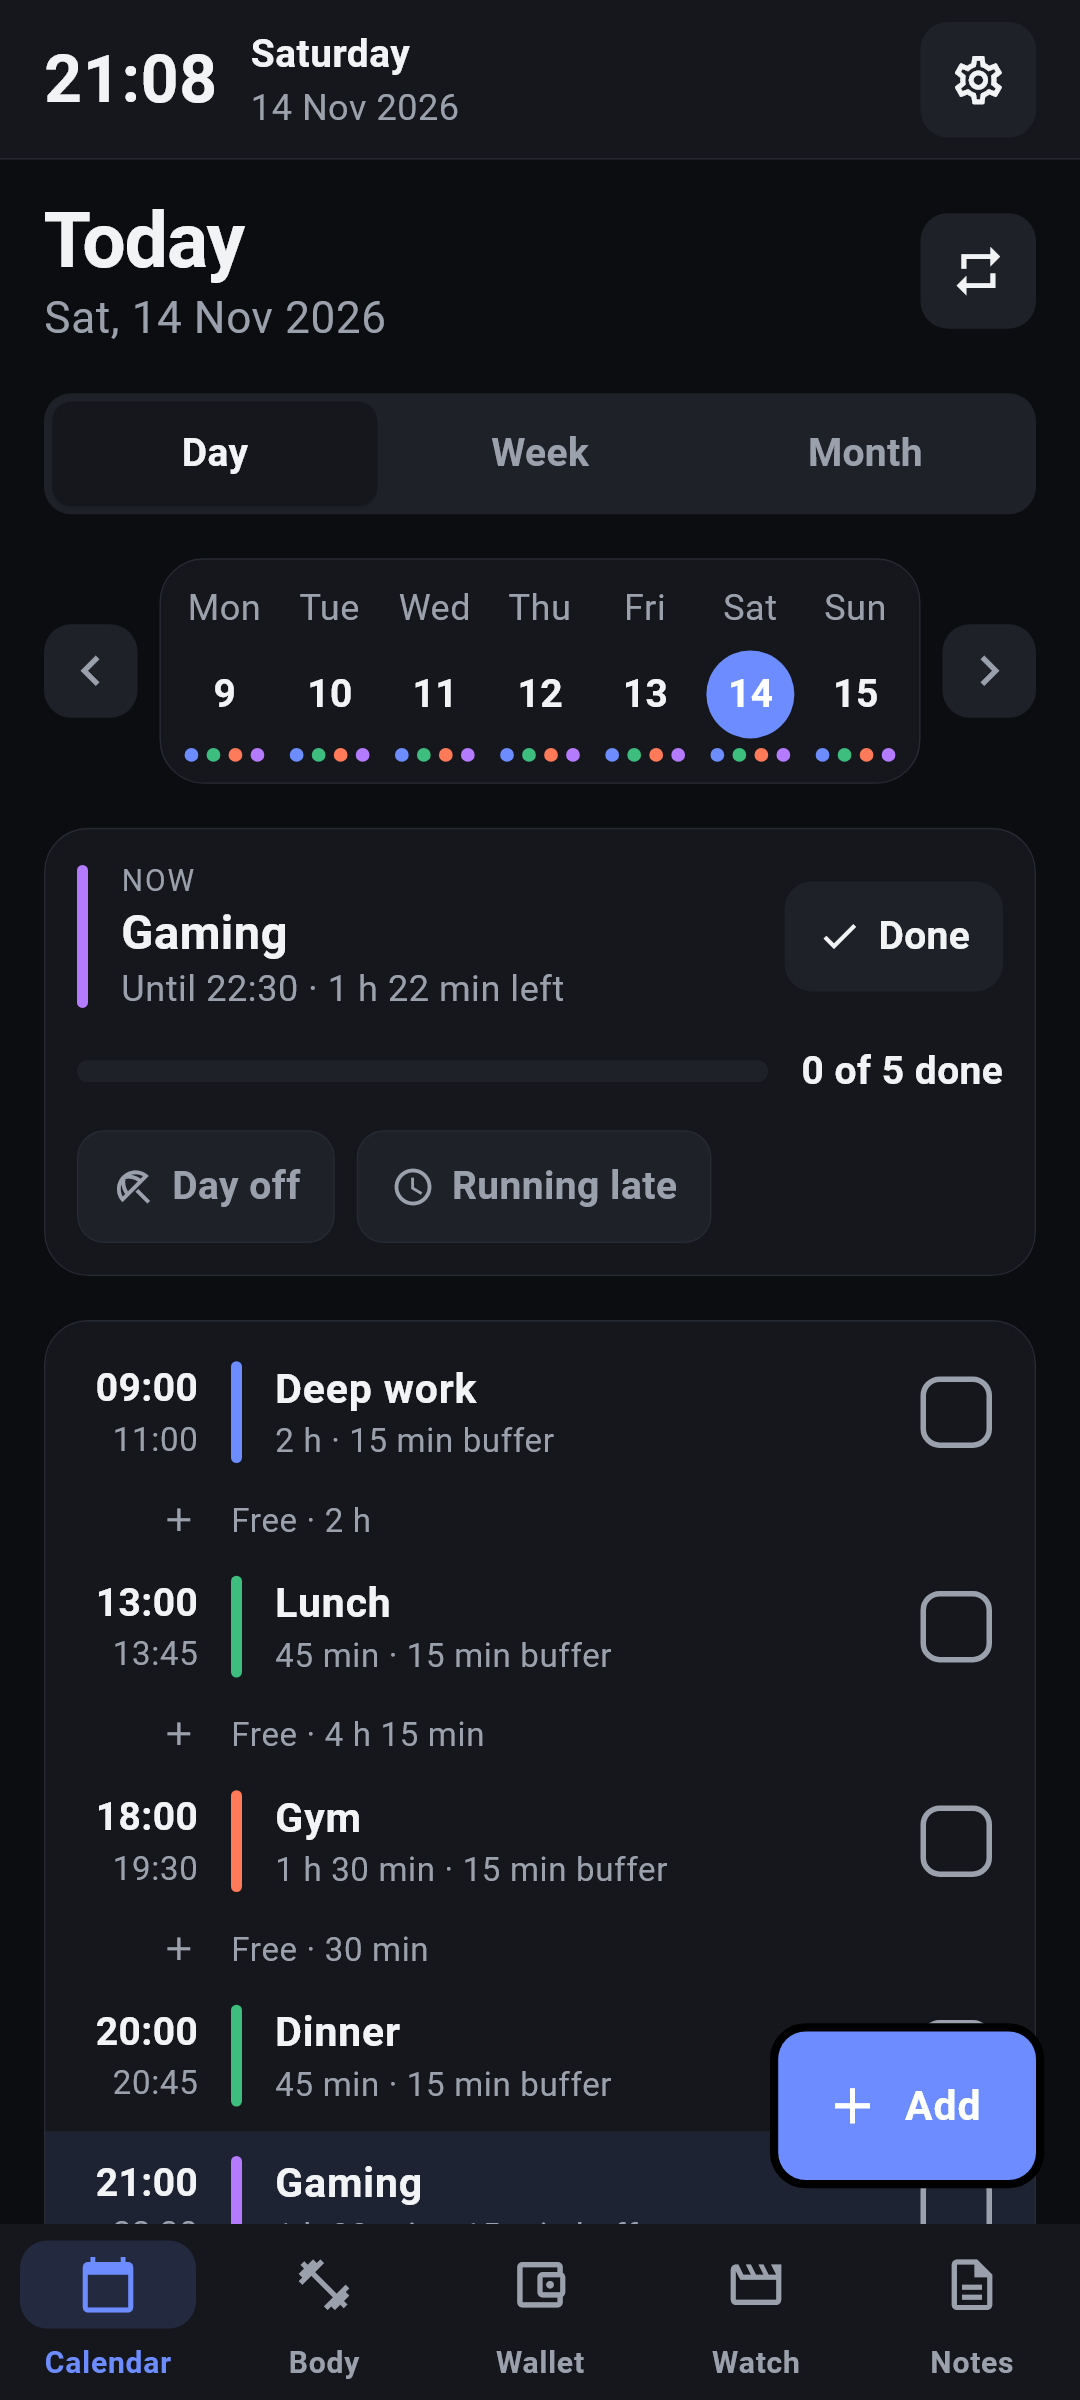 21:08
Saturday
14 Nov 2026
Today
Sat, 14 Nov 2026
Day Week Month
Mon Tue Wed Thu Fri Sat Sun
9 10 11 12 13 14 15
NOW
Gaming
Until 22:30 · 1 h 22 min left
Done
0 of 5 done
Day off
Running late
09:00 Deep work
11:00 2 h · 15 min buffer
+ Free · 2 h
13:00 Lunch
13:45 45 min · 15 min buffer
+ Free · 4 h 15 min
18:00 Gym
19:30 1 h 30 min · 15 min buffer
+ Free · 30 min
20:00 Dinner
20:45 45 min · 15 min buffer
+ Add
21:00 Gaming
Calendar Body Wallet Watch Notes